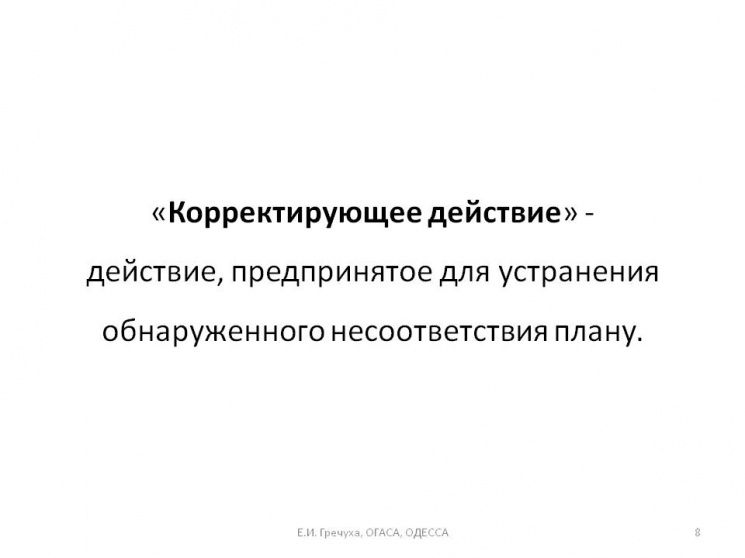 «Корректирующее действие» -
действие, предпринятое для устранения
обнаруженного несоответствия плану.
Е.И. Гречуха, ОГАСА, ОДЕССА
8